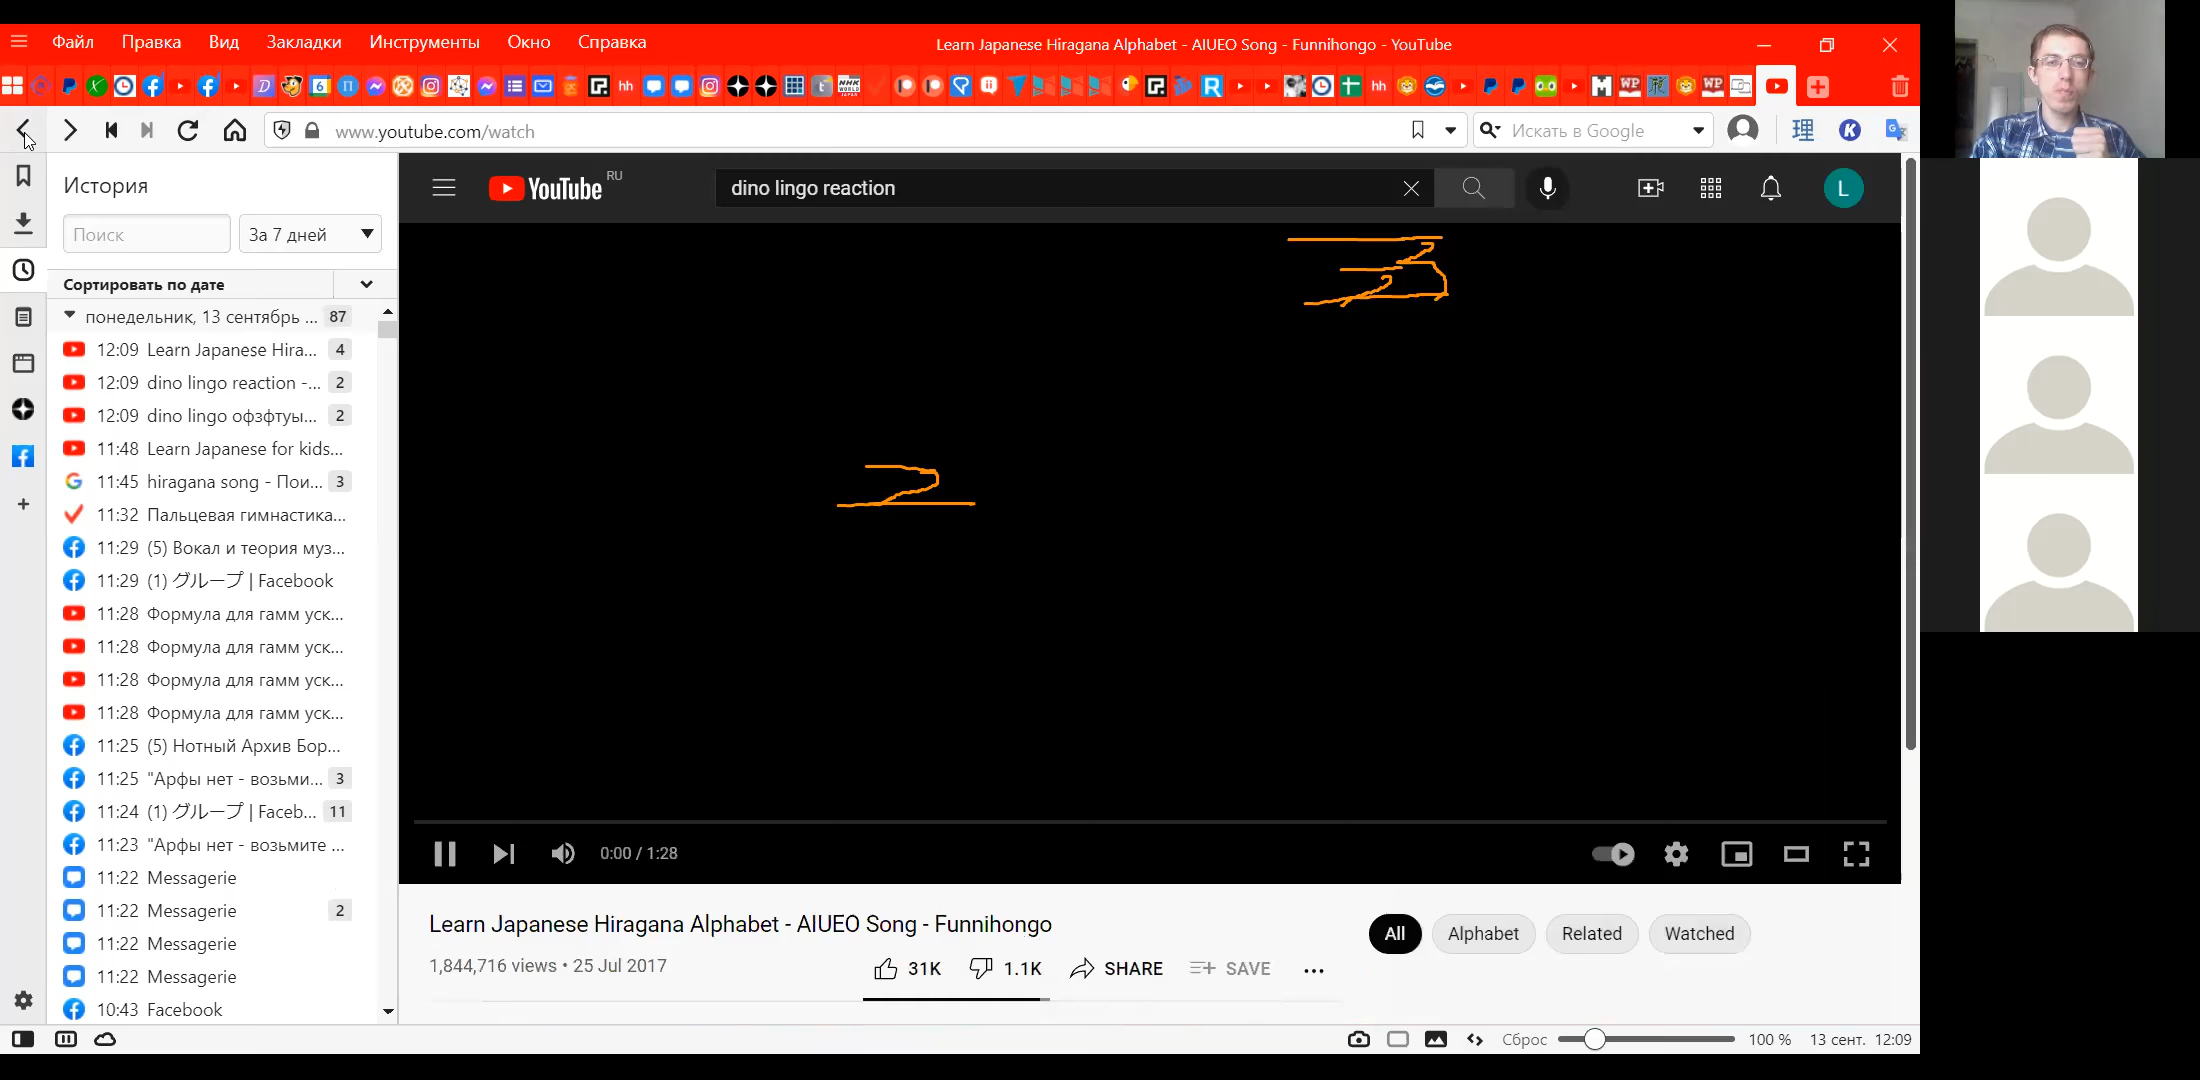 Файл Правка Вид Закладки Инструменты Окно Справка
Learn Japanese Hiragana Alphabet - AIUEO Song - Funnihongo - YouTube
www.youtube.com/watch
Искать в Google
История
Поиск
За 7 дней
Сортировать по дате
понедельник, 13 сентябрь ... 87
12:09 Learn Japanese Hira... 4
12:09 dino lingo reaction -... 2
12:09 dino lingo офзфтуы... 2
11:48 Learn Japanese for kids...
11:45 hiragana song - Пои... 3
11:32 Пальцевая гимнастика...
11:29 (5) Вокал и теория муз...
11:29 (1) グループ | Facebook
11:28 Формула для гамм уск...
11:28 Формула для гамм уск...
11:28 Формула для гамм уск...
11:28 Формула для гамм уск...
11:25 (5) Нотный Архив Бор...
11:25 "Арфы нет - возьми... 3
11:24 (1) グループ | Faceb... 11
11:23 "Арфы нет - возьмите ...
11:22 Messagerie
11:22 Messagerie 2
11:22 Messagerie
11:22 Messagerie
10:43 Facebook
YouTube RU
dino lingo reaction
L
0:00 / 1:28
Learn Japanese Hiragana Alphabet - AIUEO Song - Funnihongo
1,844,716 views • 25 Jul 2017
31K 1.1K SHARE SAVE
All Alphabet Related Watched
Сброс 100 % 13 сент. 12:09